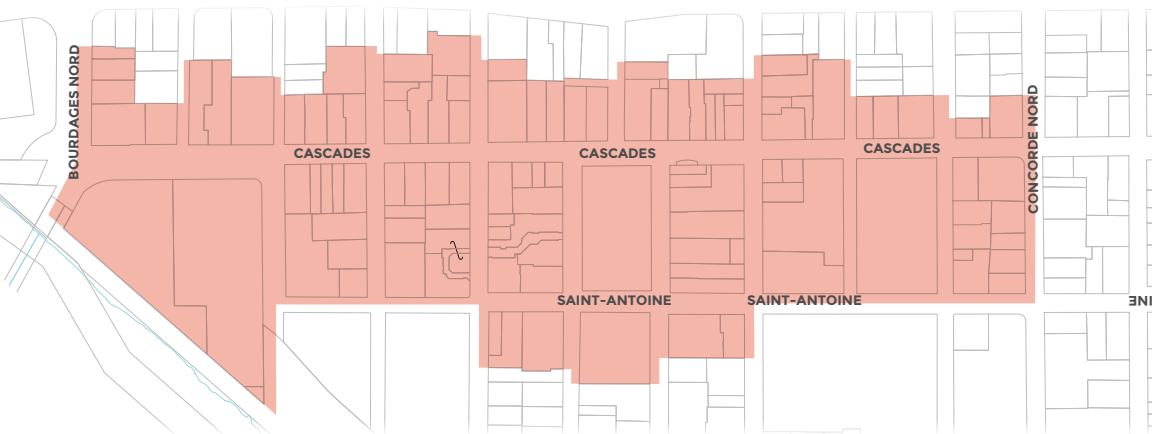 BOURDAGES NORD
CASCADES
CASCADES
CASCADES
CONCORDE NORD
SAINT-ANTOINE
SAINT-ANTOINE